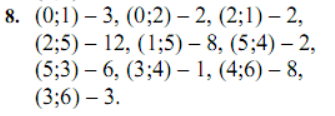 8. (0;1) – 3, (0;2) – 2, (2;1) – 2,
(2;5) – 12, (1;5) – 8, (5;4) – 2,
(5;3) – 6, (3;4) – 1, (4;6) – 8,
(3;6) – 3.